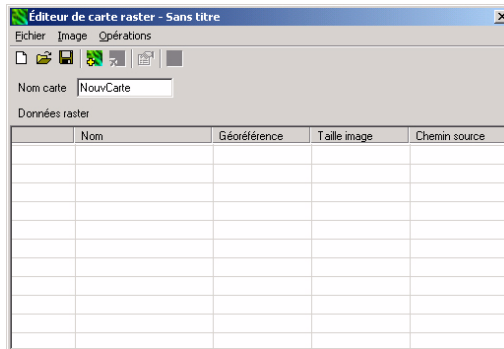 Éditeur de carte raster - Sans titre
Fichier Image Opérations
Nom carte NouvCarte
Données raster
Nom Géoréférence Taille image Chemin source